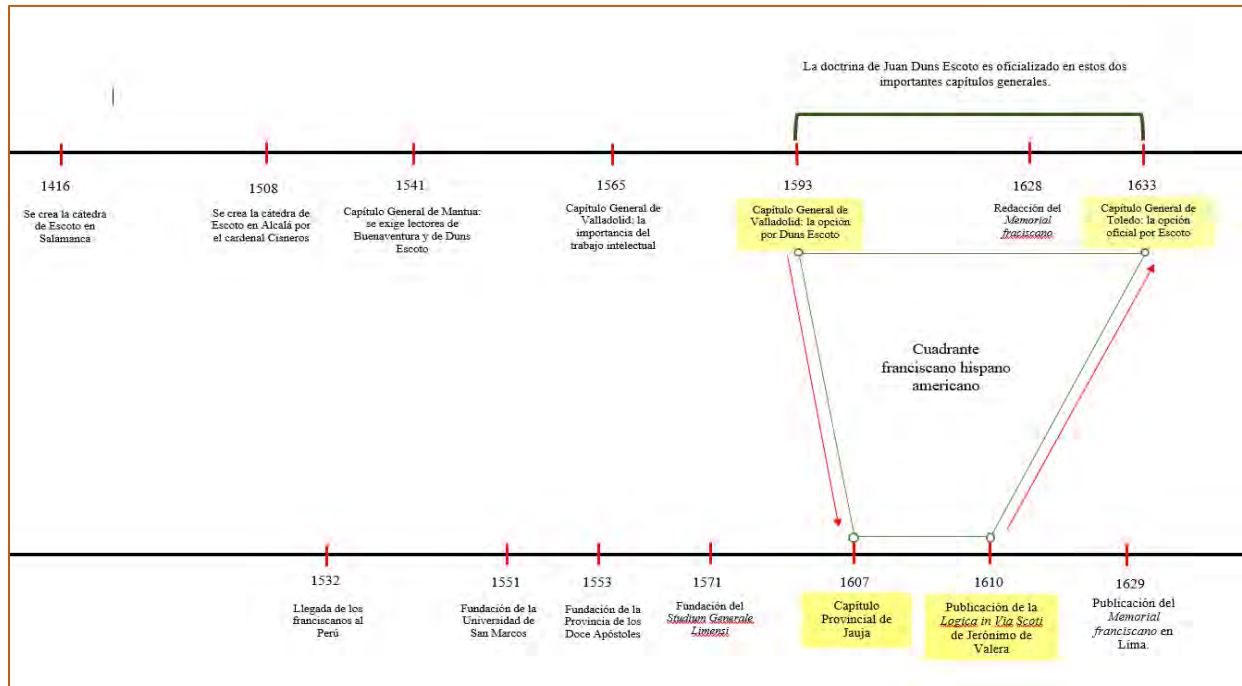 La doctrina de Juan Duns Escoto es oficializado en estos dos
importantes capítulos generales.
1416
Se crea la cátedra
de Escoto en
Salamanca
1508
Se crea la cátedra de
Escoto en Alcalá por
el cardenal Cisneros
1541
Capítulo General de Mantua:
se exige lectores de
Buenaventura y de Duns
Escoto
1565
Capítulo General de
Valladolid: la
importancia del
trabajo intelectual
1593
Capítulo General de
Valladolid: la opción
por Duns Escoto
1628
Redacción del
Memorial
fraciscano
1633
Capítulo General de
Toledo: la opción
oficial por Escoto
Cuadrante
franciscano hispano
americano
1532
Llegada de los
franciscanos al
Perú
1551
Fundación de la
Universidad de
San Marcos
1553
Fundación de la
Provincia de los
Doce Apóstoles
1571
Fundación del
Studium Generale
Limensi
1607
Capítulo
Provincial de
Jauja
1610
Publicación de la
Logica in Via Scoti
de Jerónimo de
Valera
1629
Publicación del
Memorial
franciscano en
Lima.